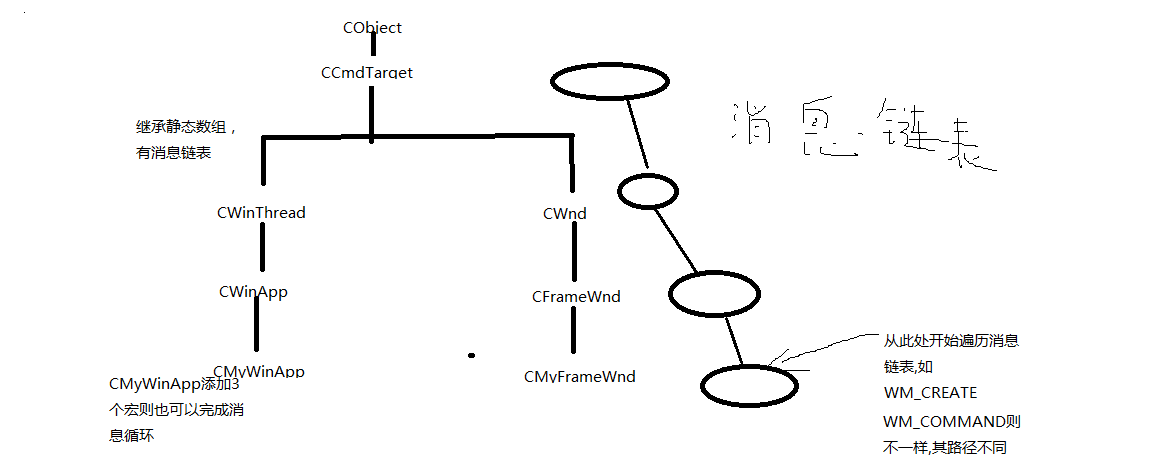 CObject
CCmdTarget
消息链表
继承静态数组，
有消息链表
CWinThread
CWnd
CWinApp
CFrameWnd
从此处开始遍历消息
链表,如
WM_CREATE
WM_COMMAND则
不一样,其路径不同
CMyWinApp
CMyFrameWnd
CMyWinApp添加3
个宏则也可以完成消
息循环